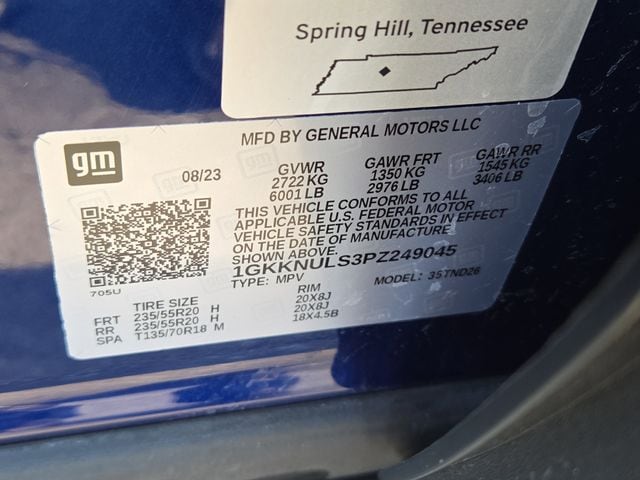 Spring Hill, Tennessee
MFD BY GENERAL MOTORS LLC
gm
08/23
GVWR
2722 KG
6001 LB
GAWR FRT
1350 KG
2976 LB
GAWR RR
1545 KG
3406 LB
THIS VEHICLE CONFORMS TO ALL
APPLICABLE U.S. FEDERAL MOTOR
VEHICLE SAFETY STANDARDS IN EFFECT
ON THE DATE OF MANUFACTURE
SHOWN ABOVE.
1GKKNULS3PZ249045
TYPE: MPV
MODEL: 35TND26
705U
TIRE SIZE
RIM
FRT 235/55R20 H 20X8J
RR 235/55R20 H 20X8J
SPA T135/70R18 M 18X4.5B